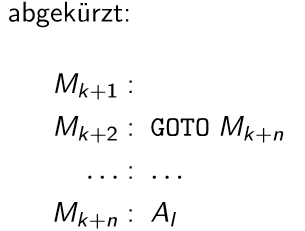 abgekürzt:
M_{k+1} :
M_{k+2} : GOTO M_{k+n}
... : ...
M_{k+n} : A_l